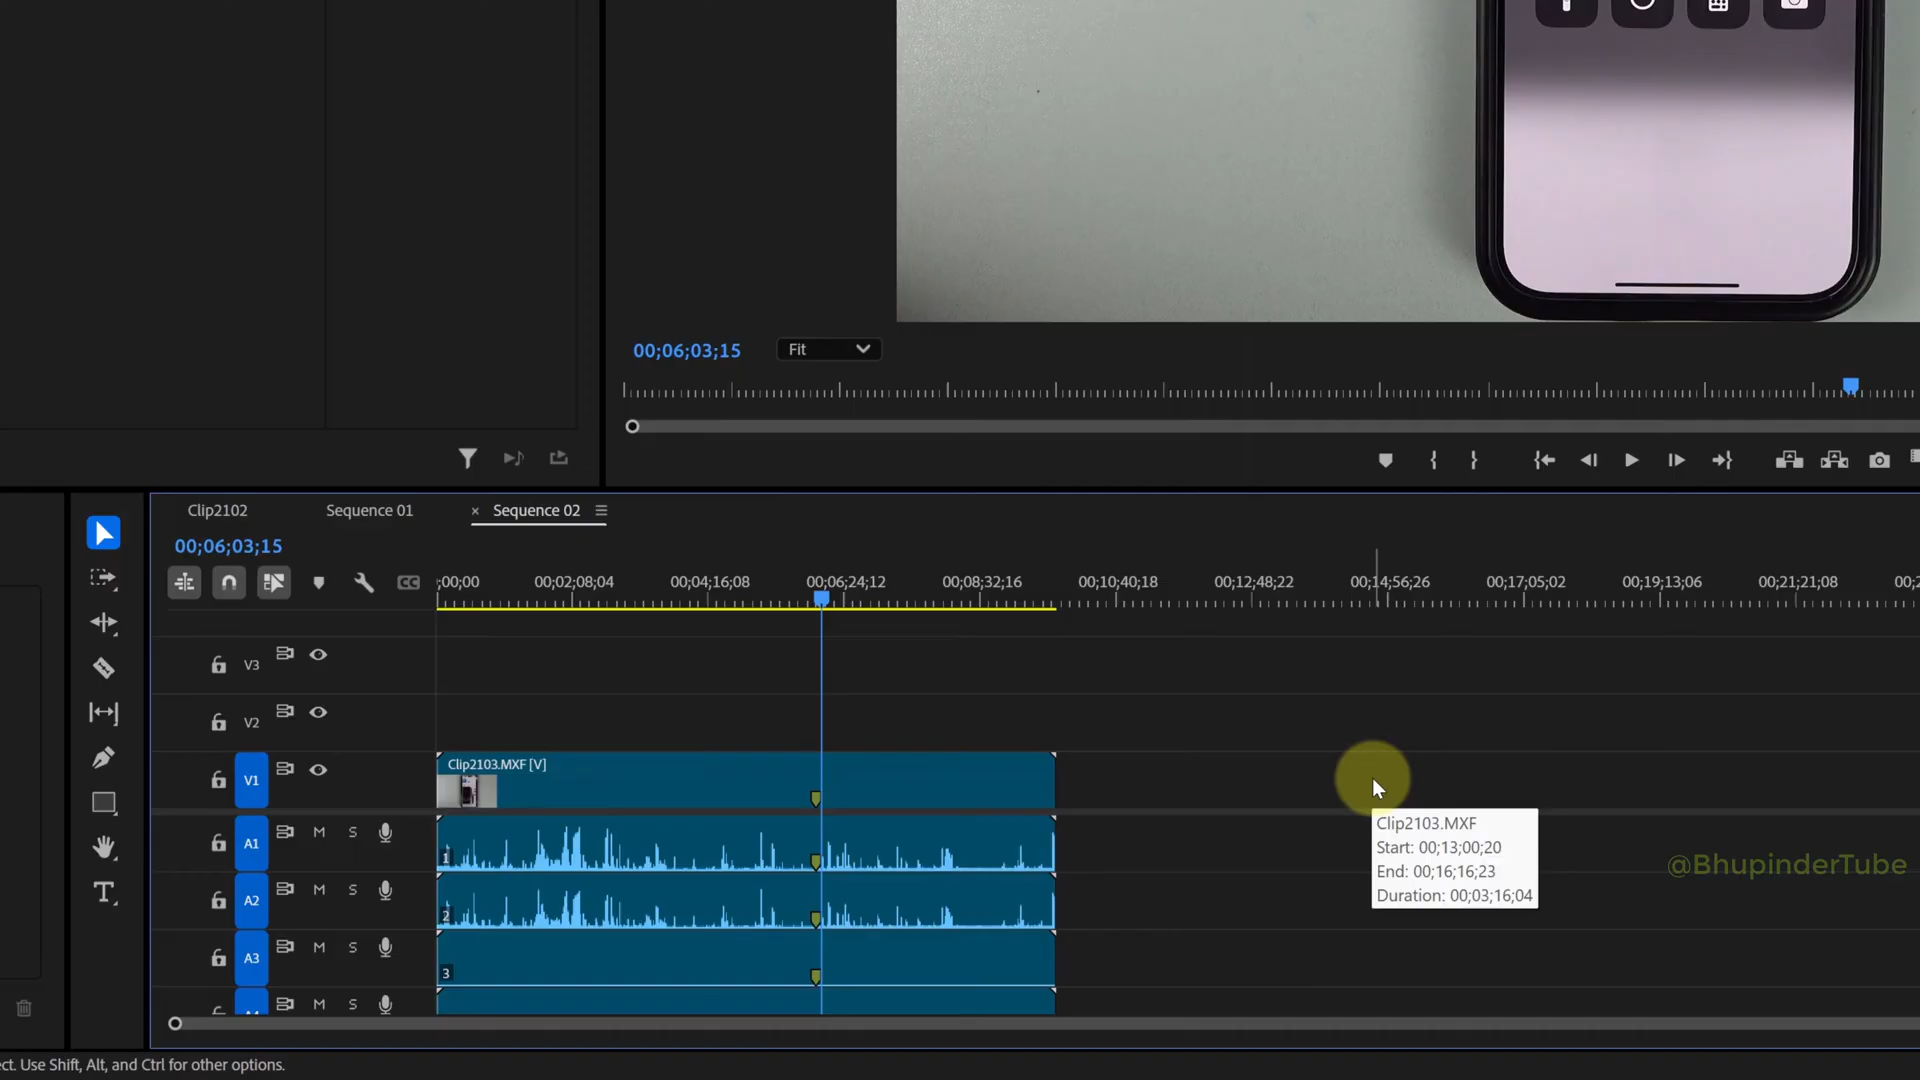 00;06;03;15
Fit
Clip2102
Sequence 01
× Sequence 02
00;06;03;15
CC
;00;00
00;02;08;04
00;04;16;08
00;06;24;12
00;08;32;16
00;10;40;18
00;12;48;22
00;14;56;26
00;17;05;02
00;19;13;06
00;21;21;08
V3
V2
V1
Clip2103.MXF [V]
A1 M S
1
A2 M S
2
A3 M S
3
M S
Clip2103.MXF
Start: 00;13;00;20
End: 00;16;16;23
Duration: 00;03;16;04
@BhupinderTube
ct. Use Shift, Alt, and Ctrl for other options.